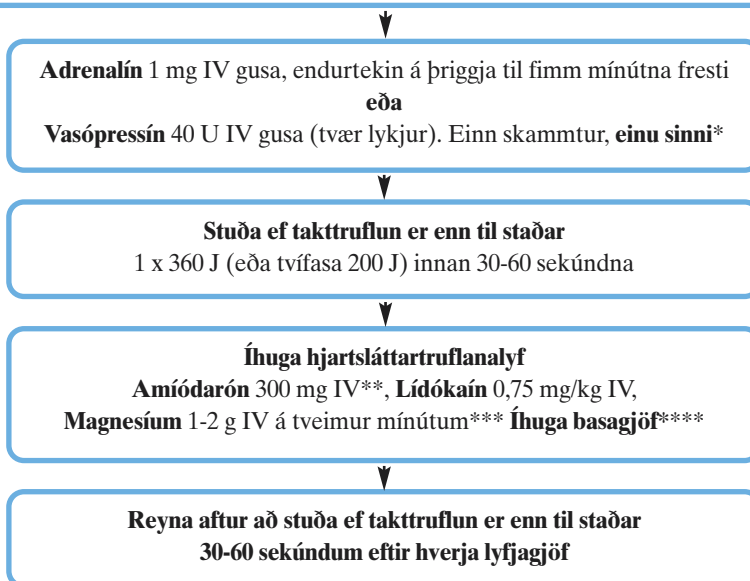 Adrenalín 1 mg IV gusa, endurtekin á þriggja til fimm mínútna fresti
eða
Vasópressín 40 U IV gusa (tvær lykjur). Einn skammtur, einu sinni*
Stuða ef takttruflun er enn til staðar
1 x 360 J (eða tvífasa 200 J) innan 30-60 sekúndna
Íhuga hjartsláttartruflanalyf
Amíódarón 300 mg IV**, Lídókaín 0,75 mg/kg IV,
Magnesíum 1-2 g IV á tveimur mínútum*** Íhuga basagjöf****
Reyna aftur að stuða ef takttruflun er enn til staðar
30-60 sekúndum eftir hverja lyfjagjöf